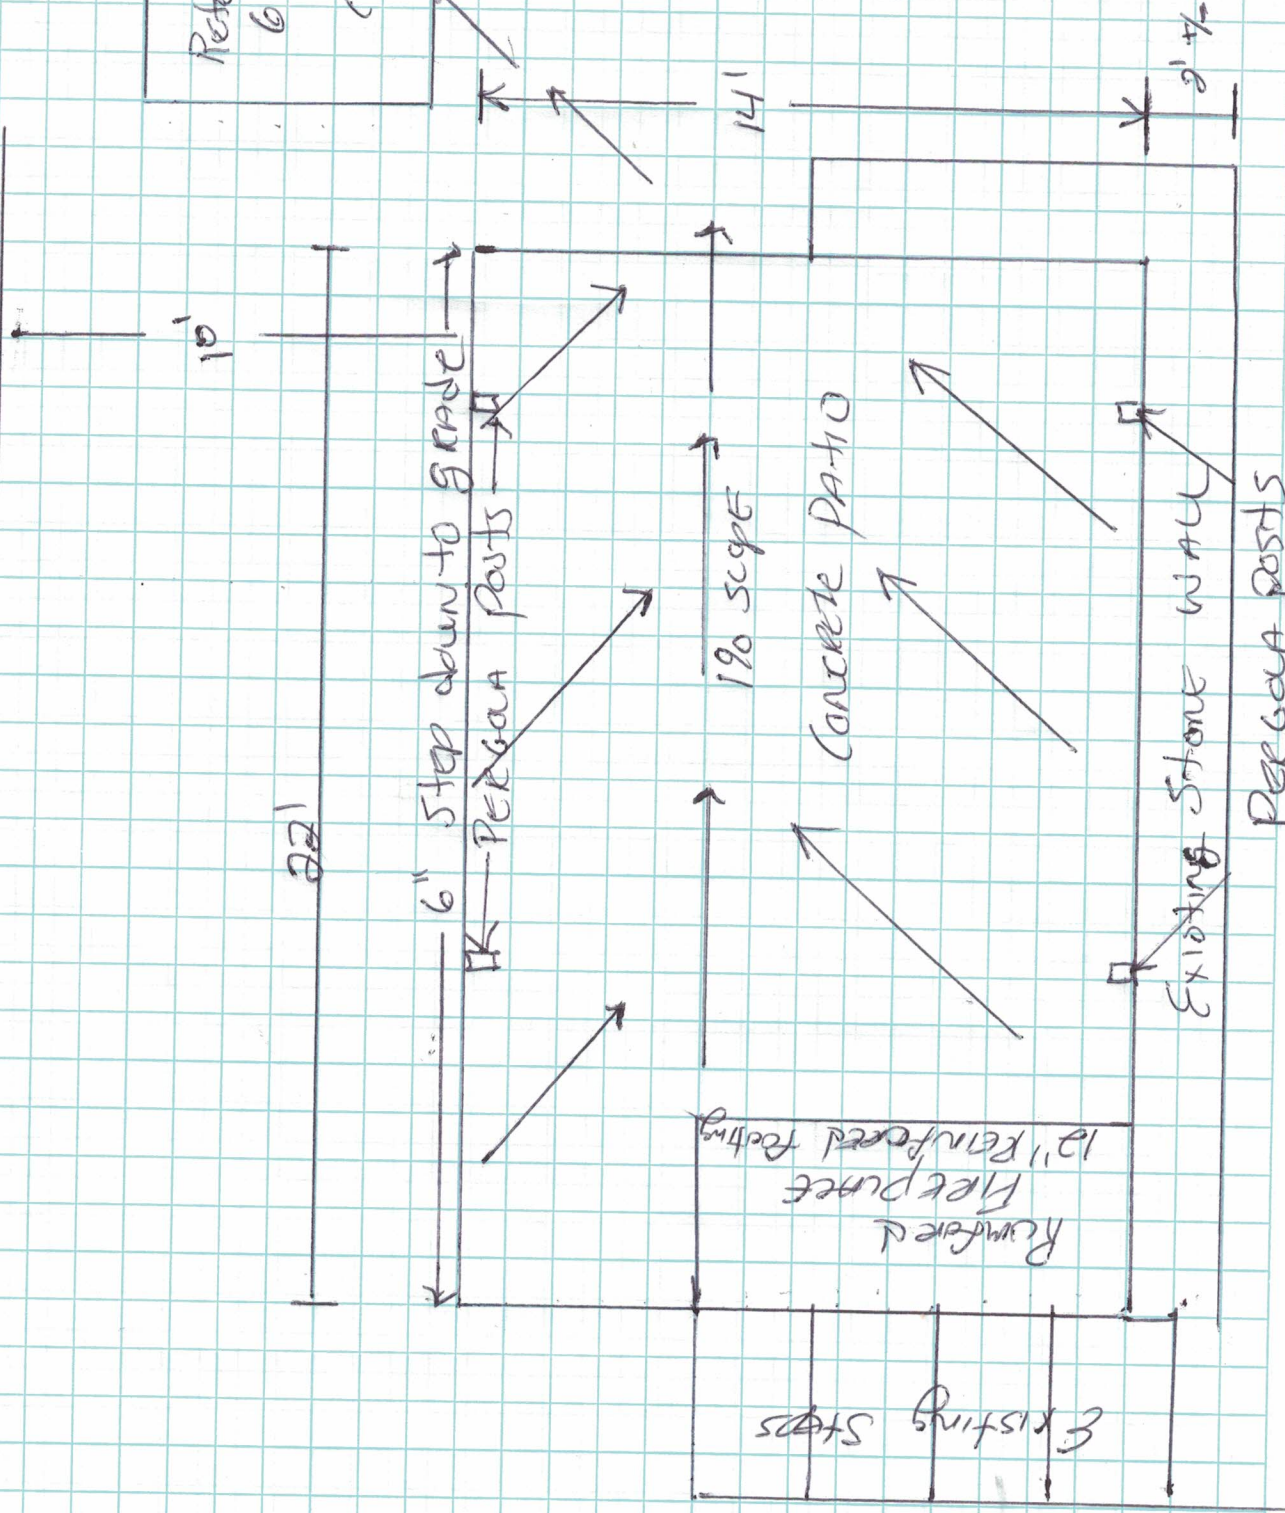 10'
22'
6" Step down to grade
PERGOLA posts
14'
2' +/-
1% Slope
Concrete PATIO
Existing Stone WALL
PERGOLA POSTS
Rumford
FIREPLACE
12" Reinforced footing
Existing Steps
6